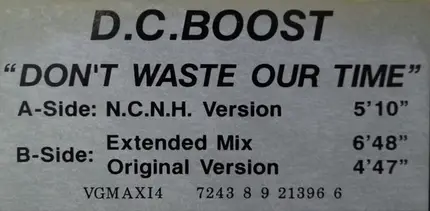 D.C.BOOST
"DON'T WASTE OUR TIME"
A-Side: N.C.N.H. Version 5'10"
B-Side: Extended Mix 6'48"
Original Version 4'47"
VGMAXI4 7243 8 9 21396 6